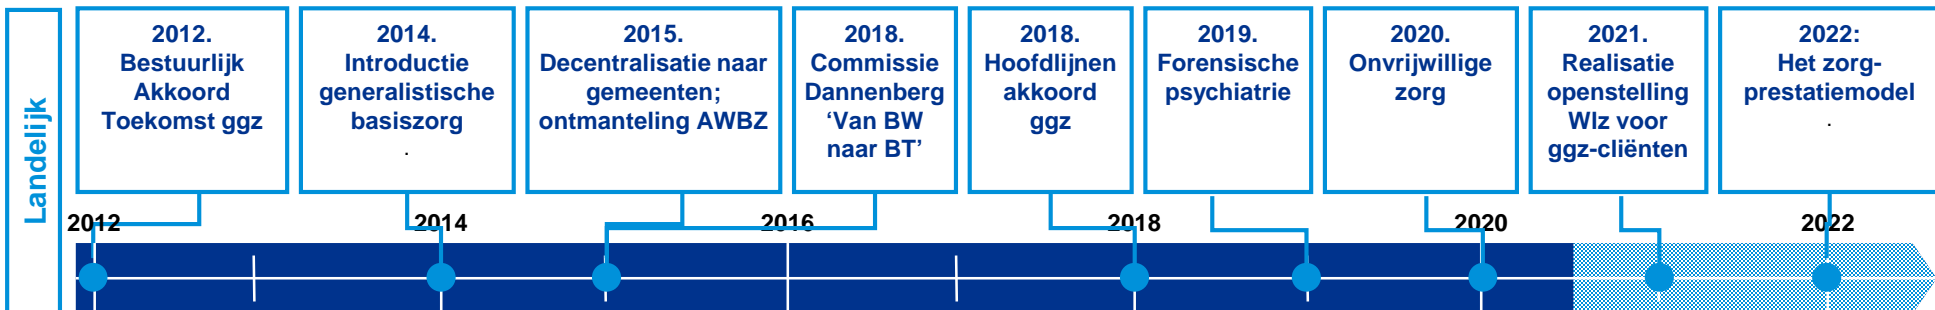 Landelijk
2012.
Bestuurlijk
Akkoord
Toekomst ggz
2014.
Introductie
generalistische
basiszorg
.
2015.
Decentralisatie naar
gemeenten;
ontmanteling AWBZ
2018.
Commissie
Dannenberg
‘Van BW
naar BT’
2018.
Hoofdlijnen
akkoord
ggz
2019.
Forensische
psychiatrie
2020.
Onvrijwillige
zorg
2021.
Realisatie
openstelling
Wlz voor
ggz-cliënten
2022:
Het zorg-
prestatiemodel
.
2012
2014
2016
2018
2020
2022